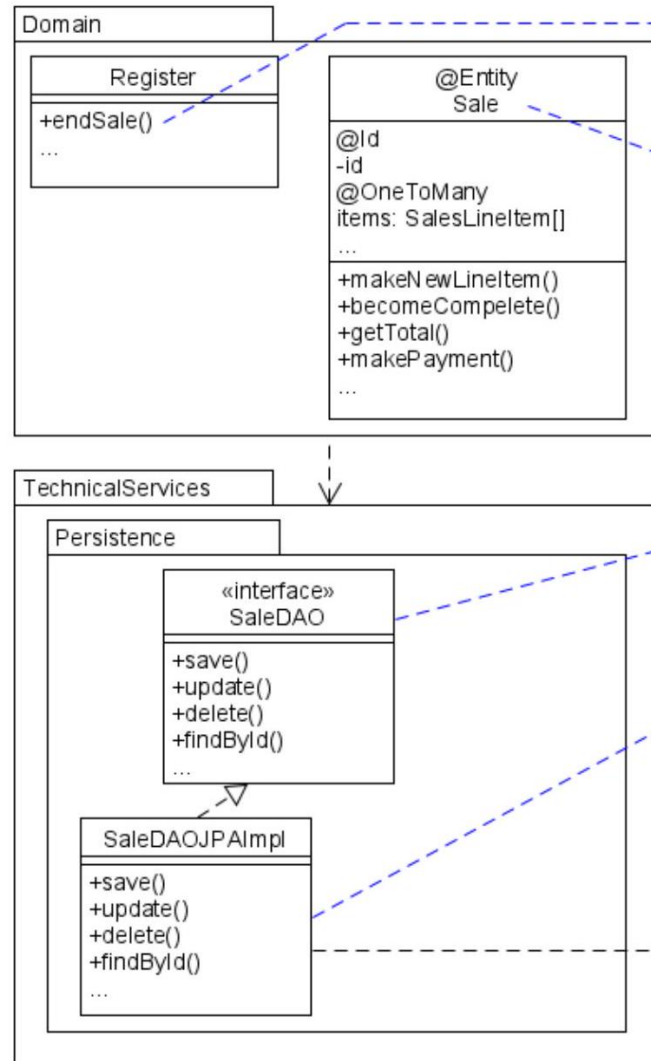 Domain
Register
+endSale()
...
@Entity
Sale
@Id
-id
@OneToMany
items: SalesLineItem[]
...
+makeNewLineItem()
+becomeCompelete()
+getTotal()
+makePayment()
...
TechnicalServices
Persistence
«interface»
SaleDAO
+save()
+update()
+delete()
+findById()
...
SaleDAOJPAImpl
+save()
+update()
+delete()
+findById()
...